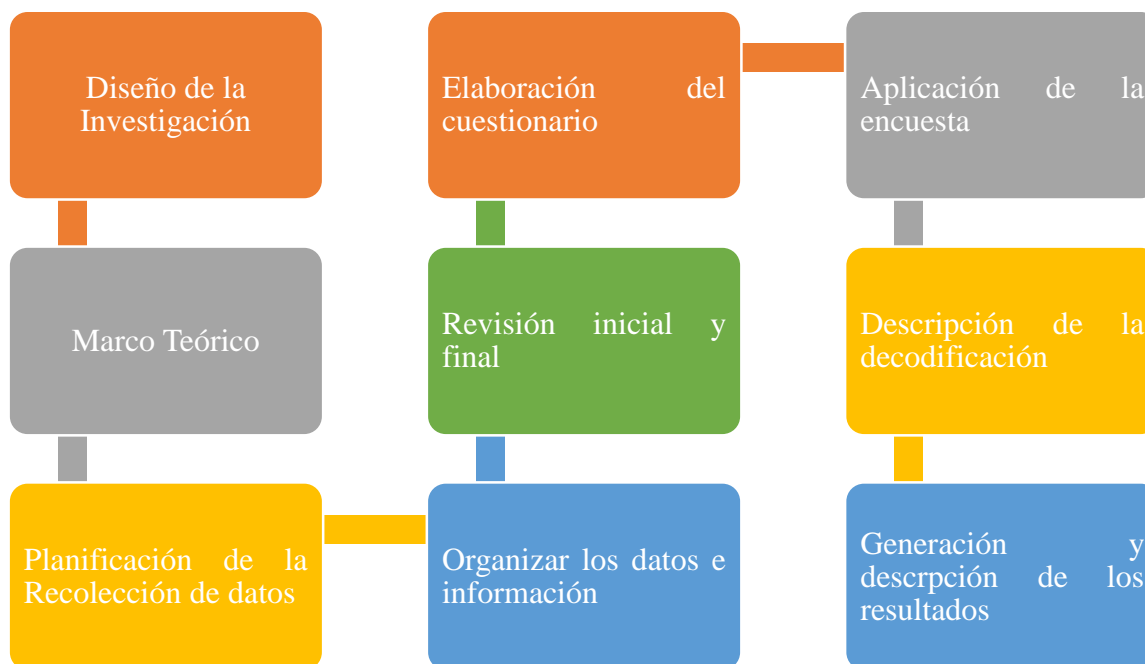 Diseño de la
Investigación
Marco Teórico
Planificación de la
Recolección de datos
Organizar los datos e
información
Revisión inicial y
final
Elaboración del
cuestionario
Aplicación de la
encuesta
Descripción de la
decodificación
Generación y
descrpción de los
resultados